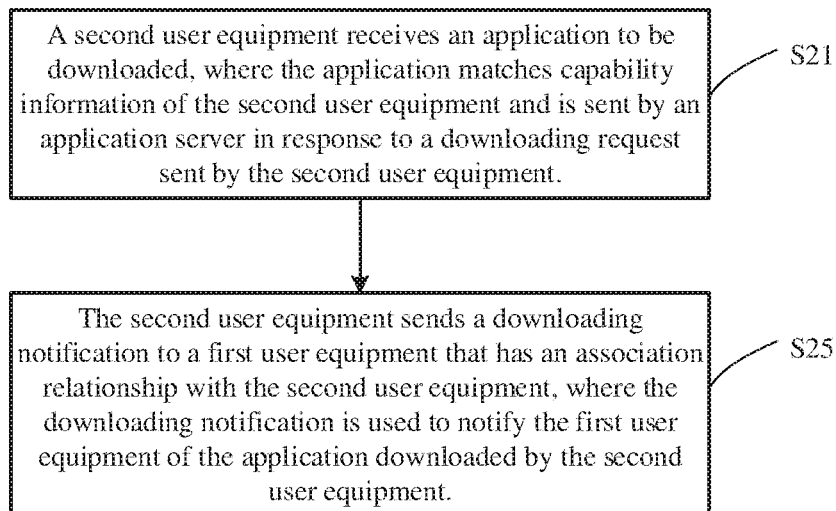 A second user equipment receives an application to be
downloaded, where the application matches capability
information of the second user equipment and is sent by an
application server in response to a downloading request
sent by the second user equipment.
S21
The second user equipment sends a downloading
notification to a first user equipment that has an association
relationship with the second user equipment, where the
downloading notification is used to notify the first user
equipment of the application downloaded by the second
user equipment.
S25